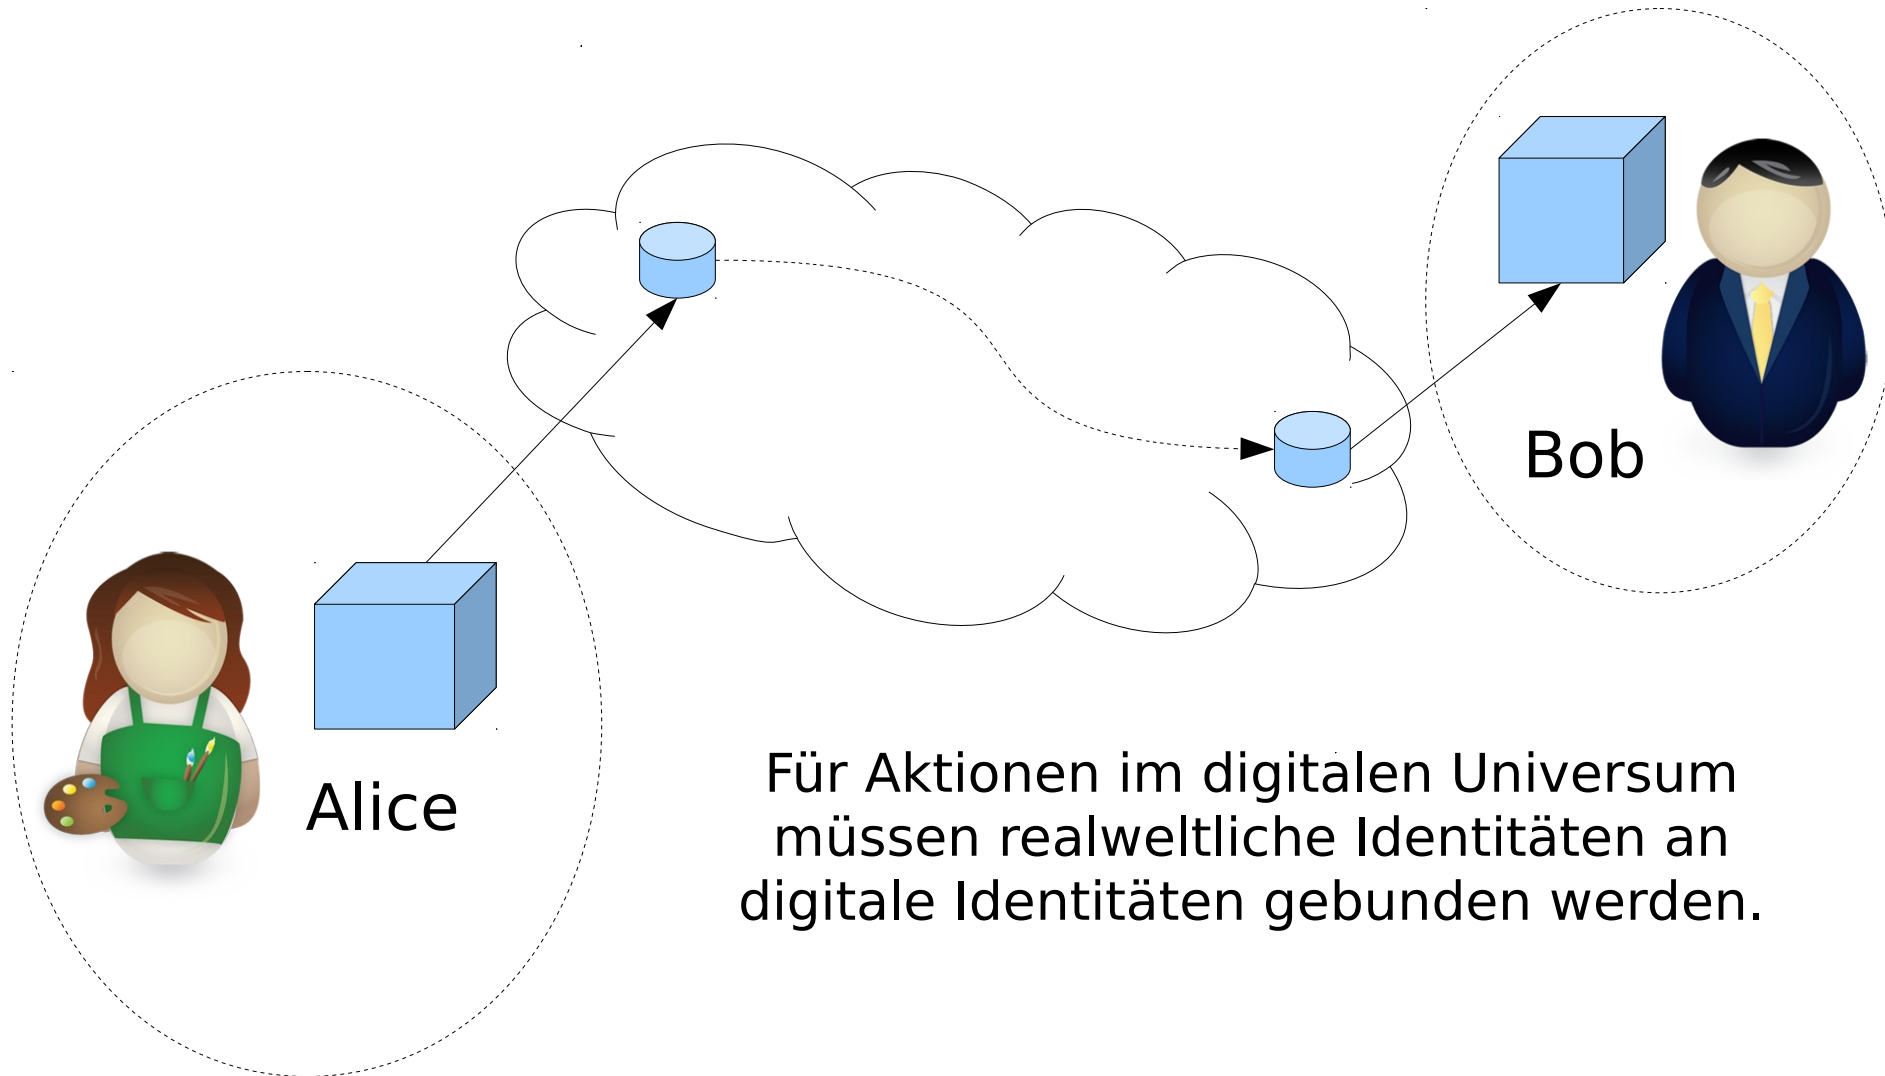 Bob
Alice
Für Aktionen im digitalen Universum
müssen realweltliche Identitäten an
digitale Identitäten gebunden werden.